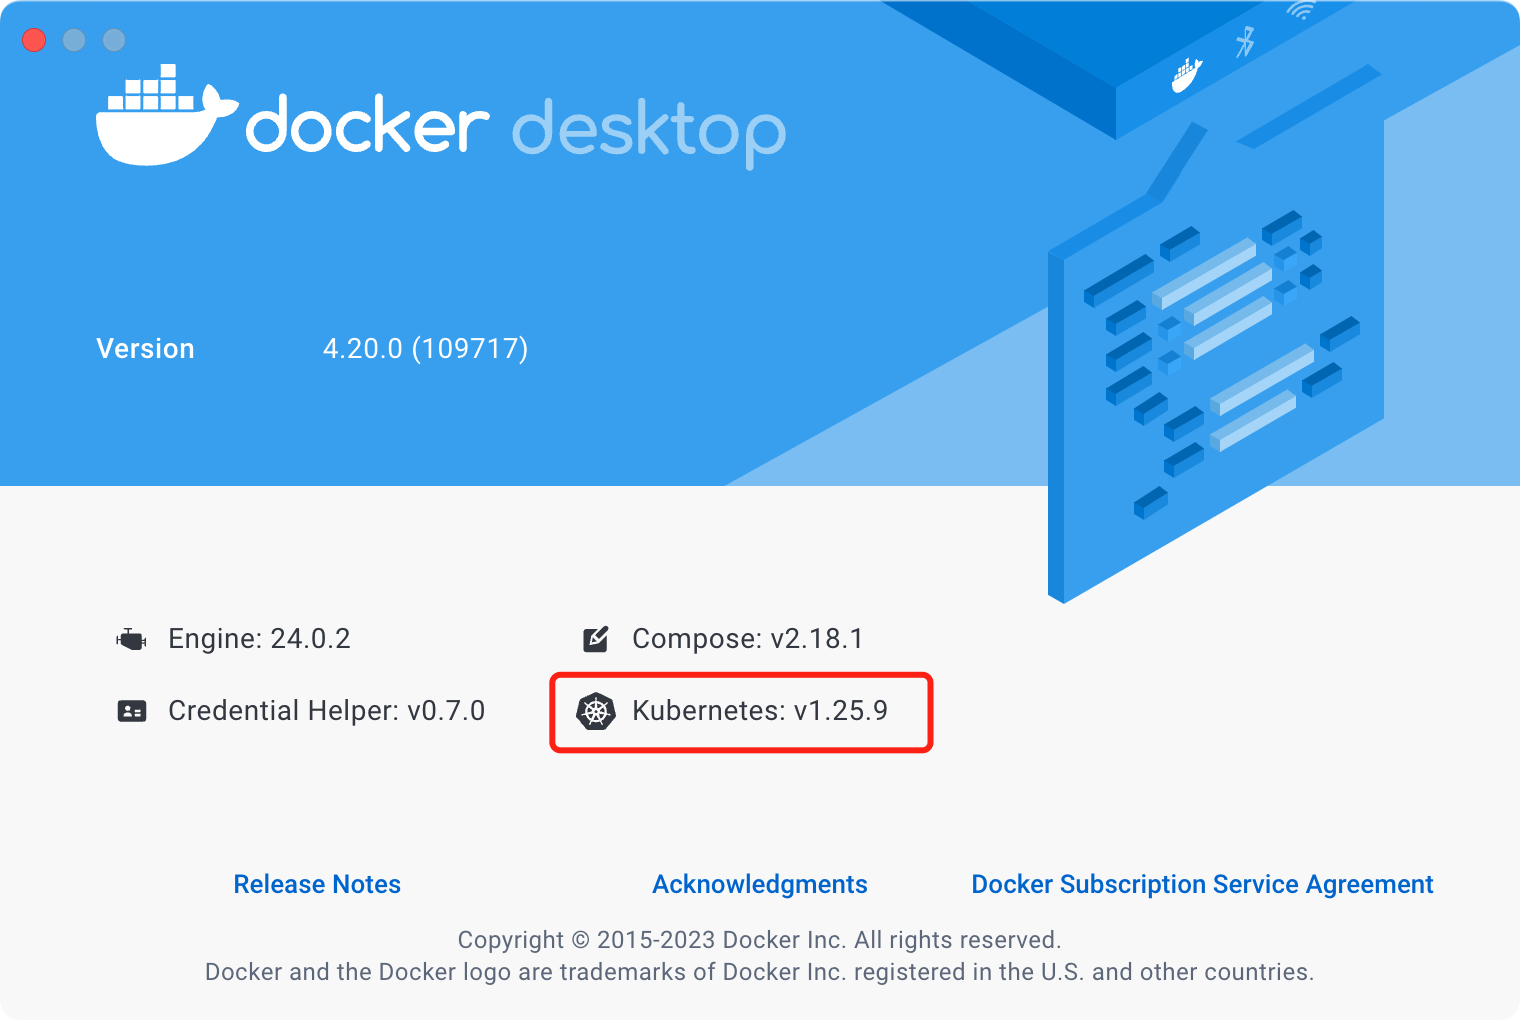 docker desktop
Version 4.20.0 (109717)
Engine: 24.0.2
Compose: v2.18.1
Credential Helper: v0.7.0
Kubernetes: v1.25.9
Release Notes
Acknowledgments
Docker Subscription Service Agreement
Copyright © 2015-2023 Docker Inc. All rights reserved.
Docker and the Docker logo are trademarks of Docker Inc. registered in the U.S. and other countries.